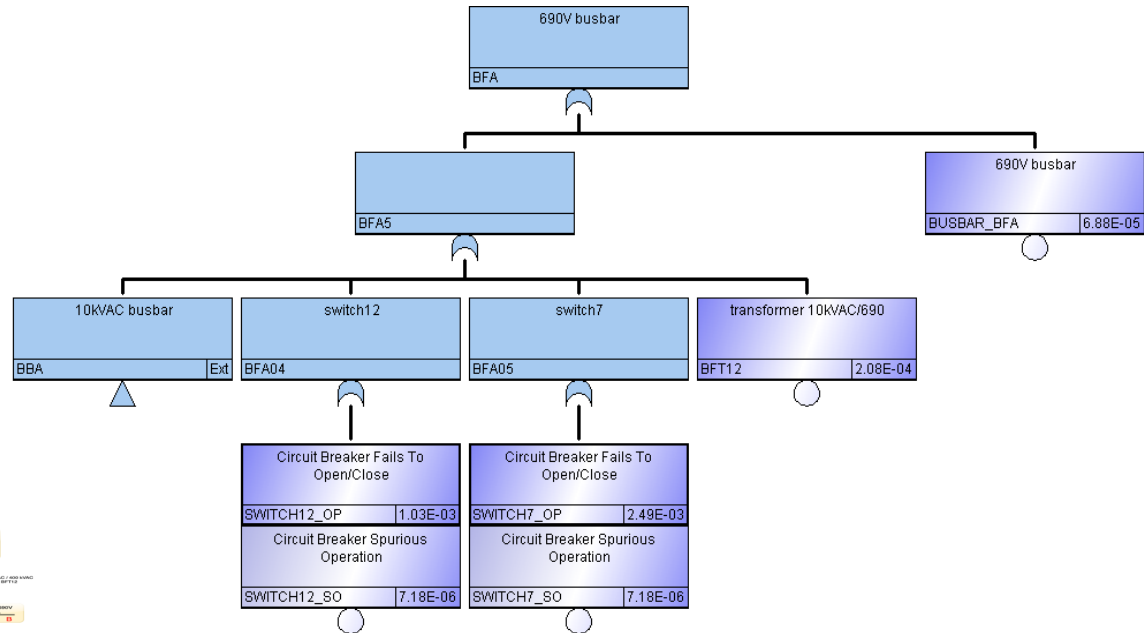 690V busbar
BFA
BFA5
690V busbar
BUSBAR_BFA 6.88E-05
10kVAC busbar
BBA Ext
switch12
BFA04
switch7
BFA05
transformer 10kVAC/690
BFT12 2.08E-04
Circuit Breaker Fails To
Open/Close
SWITCH12_OP 1.03E-03
Circuit Breaker Spurious
Operation
SWITCH12_SO 7.18E-06
Circuit Breaker Fails To
Open/Close
SWITCH7_OP 2.49E-03
Circuit Breaker Spurious
Operation
SWITCH7_SO 7.18E-06
BFT12
B